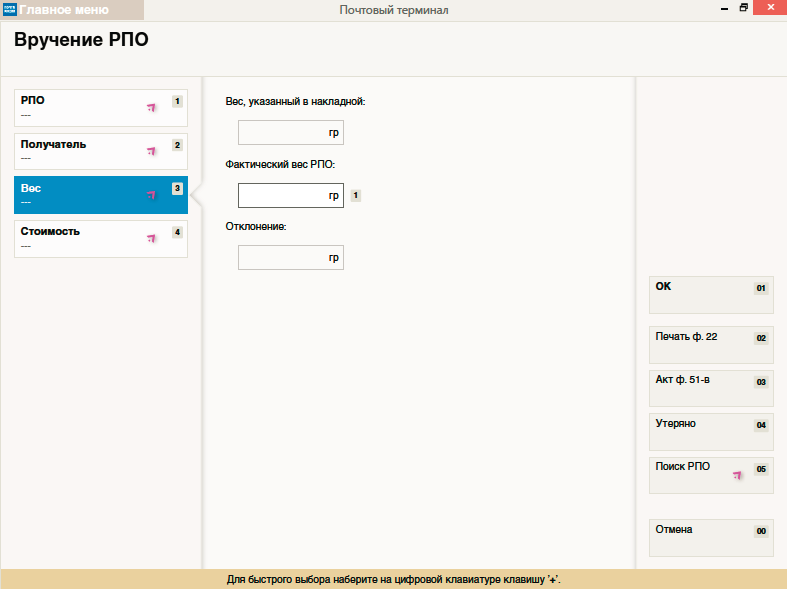 Главное меню
Почтовый терминал
Вручение РПО
РПО 1
---
Получатель 2
---
Вес 3
---
Стоимость 4
---
Вес, указанный в накладной:
гр
Фактический вес РПО:
гр 1
Отклонение:
гр
ОК 01
Печать ф. 22 02
Акт ф. 51-в 03
Утеряно 04
Поиск РПО 05
Отмена 00
Для быстрого выбора наберите на цифровой клавиатуре клавишу '+'.